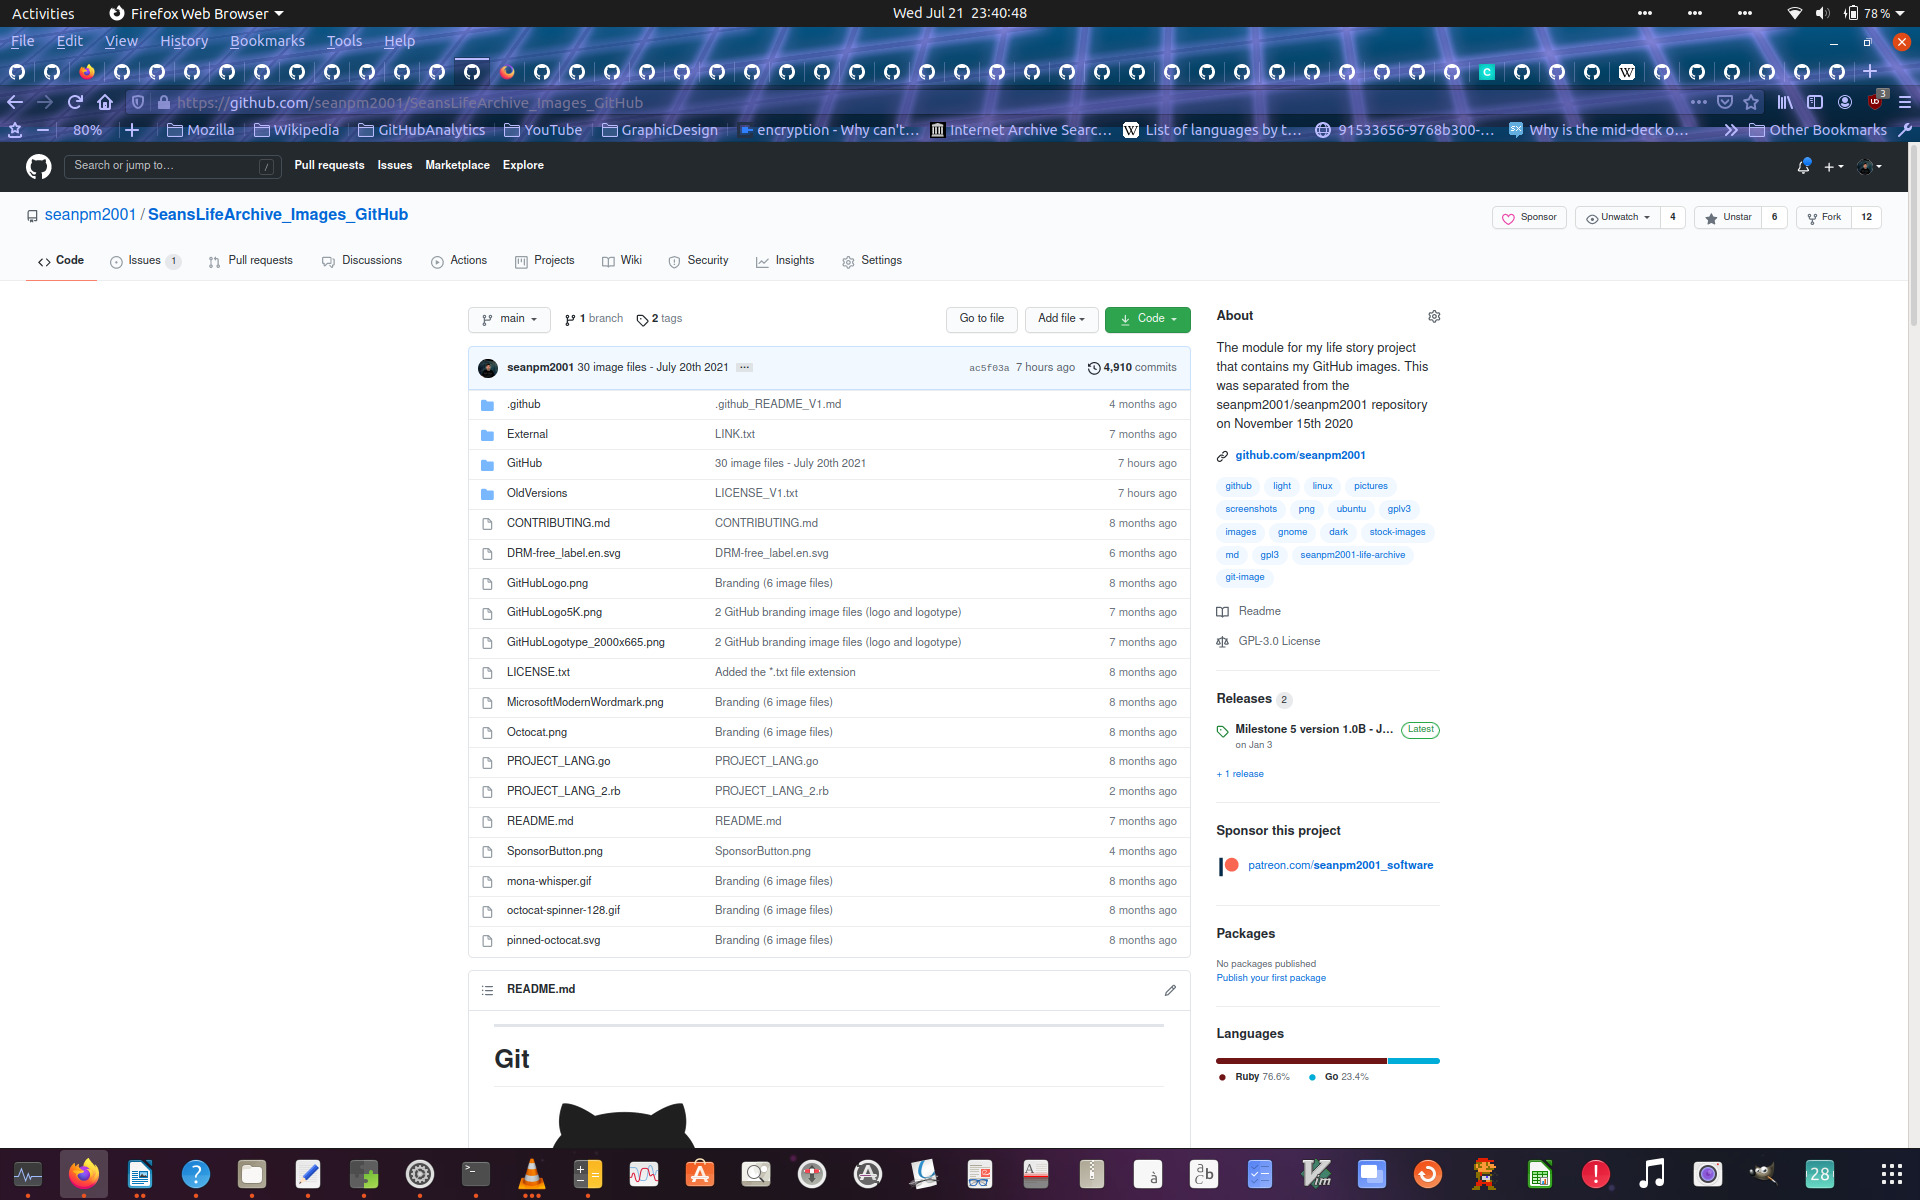 Activities Firefox Web Browser Wed Jul 21 23:40:48 78 %
File Edit View History Bookmarks Tools Help
https://github.com/seanpm2001/SeansLifeArchive_Images_GitHub 3
80% Mozilla Wikipedia GitHubAnalytics YouTube GraphicDesign encryption - Why can't... Internet Archive Searc... List of languages by t... 91533656-9768b300-... Why is the mid-deck o... Other Bookmarks
Search or jump to... / Pull requests Issues Marketplace Explore
seanpm2001 / SeansLifeArchive_Images_GitHub Sponsor Unwatch 4 Unstar 6 Fork 12
Code Issues 1 Pull requests Discussions Actions Projects Wiki Security Insights Settings
main 1 branch 2 tags Go to file Add file Code
seanpm2001 30 image files - July 20th 2021 ... ac5f03a 7 hours ago 4,910 commits
.github .github_README_V1.md 4 months ago
External LINK.txt 7 months ago
GitHub 30 image files - July 20th 2021 7 hours ago
OldVersions LICENSE_V1.txt 7 hours ago
CONTRIBUTING.md CONTRIBUTING.md 8 months ago
DRM-free_label.en.svg DRM-free_label.en.svg 6 months ago
GitHubLogo.png Branding (6 image files) 8 months ago
GitHubLogo5K.png 2 GitHub branding image files (logo and logotype) 7 months ago
GitHubLogotype_2000x665.png 2 GitHub branding image files (logo and logotype) 7 months ago
LICENSE.txt Added the *.txt file extension 8 months ago
MicrosoftModernWordmark.png Branding (6 image files) 8 months ago
Octocat.png Branding (6 image files) 8 months ago
PROJECT_LANG.go PROJECT_LANG.go 8 months ago
PROJECT_LANG_2.rb PROJECT_LANG_2.rb 2 months ago
README.md README.md 7 months ago
SponsorButton.png SponsorButton.png 4 months ago
mona-whisper.gif Branding (6 image files) 8 months ago
octocat-spinner-128.gif Branding (6 image files) 8 months ago
pinned-octocat.svg Branding (6 image files) 8 months ago
README.md
Git
About
The module for my life story project
that contains my GitHub images. This
was separated from the
seanpm2001/seanpm2001 repository
on November 15th 2020
github.com/seanpm2001
github light linux pictures
screenshots png ubuntu gplv3
images gnome dark stock-images
md gpl3 seanpm2001-life-archive
git-image
Readme
GPL-3.0 License
Releases 2
Milestone 5 version 1.0B - J... Latest
on Jan 3
+ 1 release
Sponsor this project
patreon.com/seanpm2001_software
Packages
No packages published
Publish your first package
Languages
Ruby 76.6% Go 23.4%
28